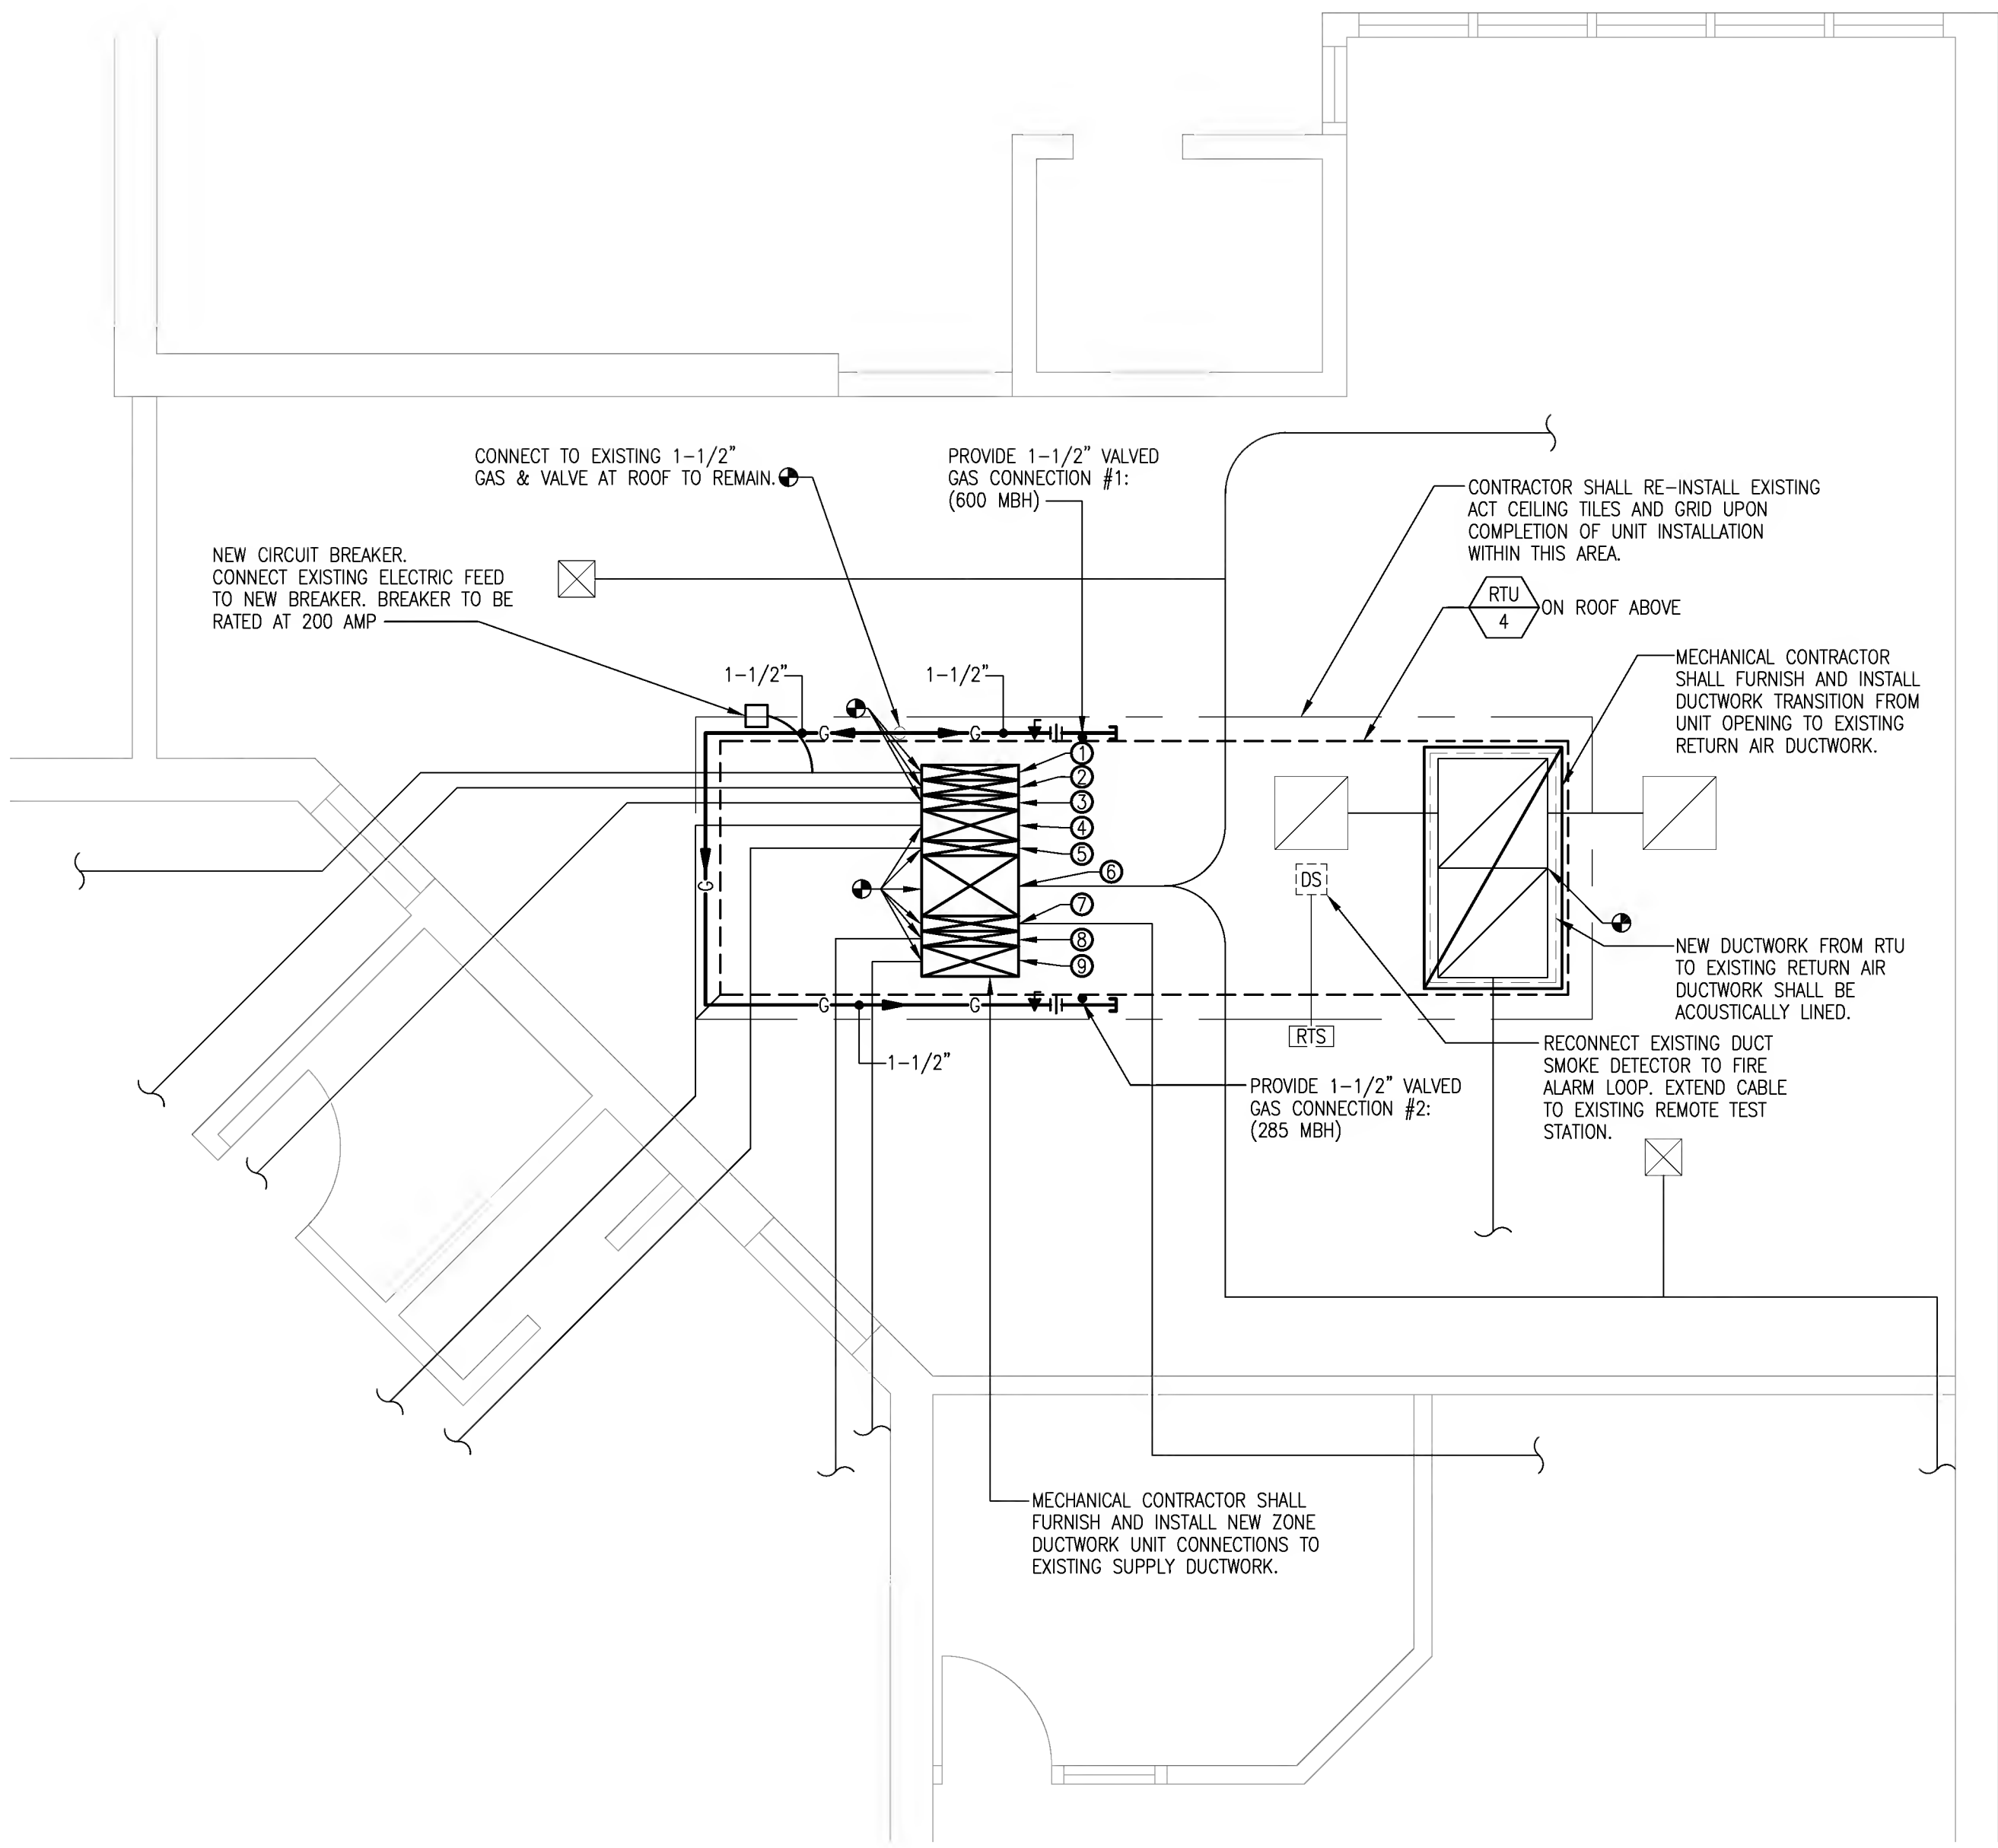 CONNECT TO EXISTING 1-1/2"
GAS & VALVE AT ROOF TO REMAIN.
PROVIDE 1-1/2" VALVED
GAS CONNECTION #1:
(600 MBH)
CONTRACTOR SHALL RE-INSTALL EXISTING
ACT CEILING TILES AND GRID UPON
COMPLETION OF UNIT INSTALLATION
WITHIN THIS AREA.
NEW CIRCUIT BREAKER.
CONNECT EXISTING ELECTRIC FEED
TO NEW BREAKER. BREAKER TO BE
RATED AT 200 AMP
RTU
4
ON ROOF ABOVE
MECHANICAL CONTRACTOR
SHALL FURNISH AND INSTALL
DUCTWORK TRANSITION FROM
UNIT OPENING TO EXISTING
RETURN AIR DUCTWORK.
1-1/2"
1-1/2"
G
G
1
2
3
4
5
6
7
8
9
G
DS
NEW DUCTWORK FROM RTU
TO EXISTING RETURN AIR
DUCTWORK SHALL BE
ACOUSTICALLY LINED.
G
G
RTS
1-1/2"
RECONNECT EXISTING DUCT
SMOKE DETECTOR TO FIRE
ALARM LOOP. EXTEND CABLE
TO EXISTING REMOTE TEST
STATION.
PROVIDE 1-1/2" VALVED
GAS CONNECTION #2:
(285 MBH)
MECHANICAL CONTRACTOR SHALL
FURNISH AND INSTALL NEW ZONE
DUCTWORK UNIT CONNECTIONS TO
EXISTING SUPPLY DUCTWORK.